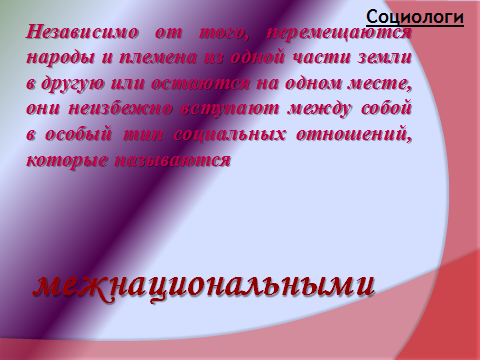 Социологи
Независимо от того, перемещаются
народы и племена из одной части земли
в другую или остаются на одном месте,
они неизбежно вступают между собой
в особый тип социальных отношений,
которые называются
межнациональными